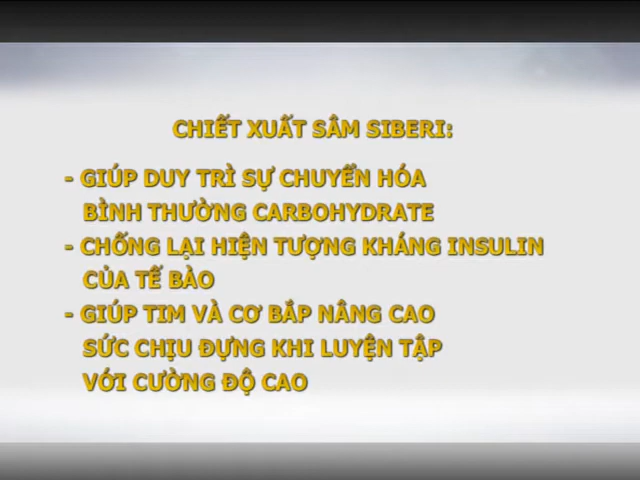 CHIẾT XUẤT SÂM SIBERI:
- GIÚP DUY TRÌ SỰ CHUYỂN HÓA
BÌNH THƯỜNG CARBOHYDRATE
- CHỐNG LẠI HIỆN TƯỢNG KHÁNG INSULIN
CỦA TẾ BÀO
- GIÚP TIM VÀ CƠ BẮP NÂNG CAO
SỨC CHỊU ĐỰNG KHI LUYỆN TẬP
VỚI CƯỜNG ĐỘ CAO